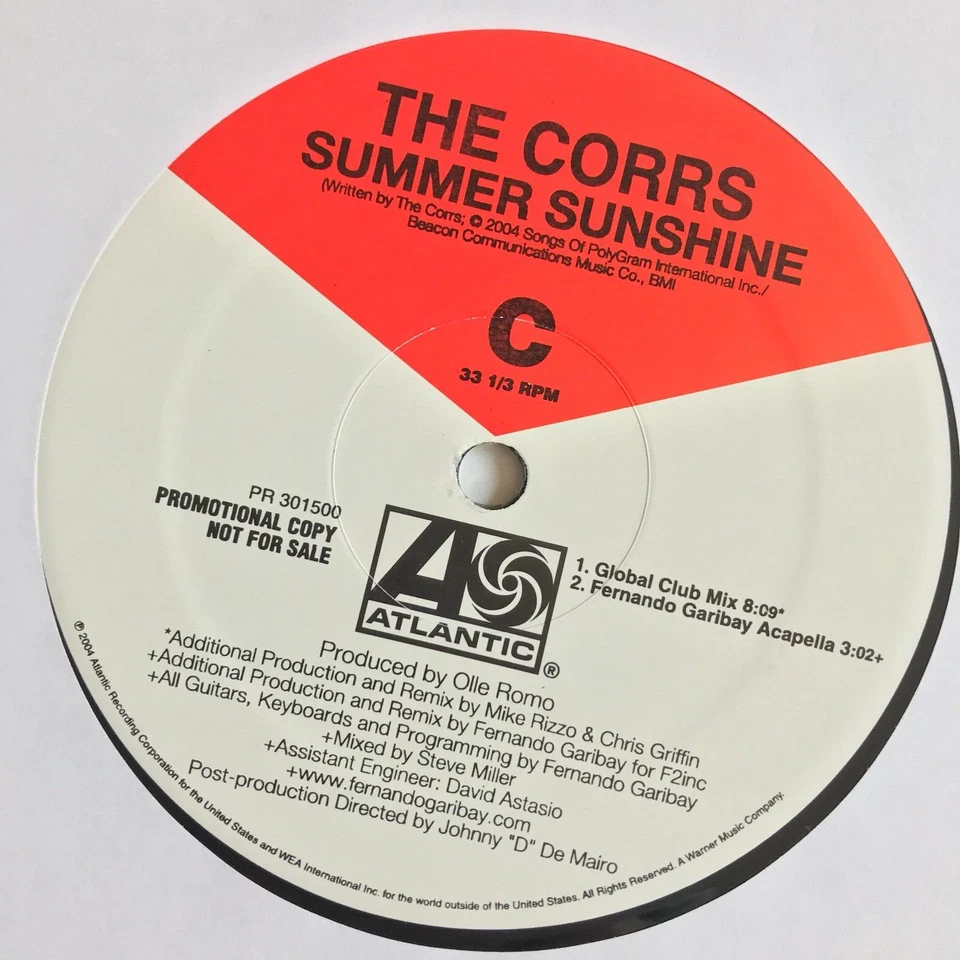 THE CORRS
SUMMER SUNSHINE
(Written by The Corrs; © 2004 Songs Of PolyGram International Inc./
Beacon Communications Music Co., BMI
C
33 1/3 RPM
PR 301500
PROMOTIONAL COPY
NOT FOR SALE
ATLANTIC®
1. Global Club Mix 8:09*
2. Fernando Garibay Acapella 3:02+
Produced by Olle Romo
*Additional Production and Remix by Mike Rizzo & Chris Griffin
+Additional Production and Remix by Fernando Garibay for F2inc
+All Guitars, Keyboards and Programming by Fernando Garibay
+Mixed by Steve Miller
+Assistant Engineer: David Astasio
+www.fernandogaribay.com
Post-production Directed by Johnny "D" De Mairo
℗ 2004 Atlantic Recording Corporation for the United States and WEA International Inc. for the world outside of the United States. All Rights Reserved. A Warner Music Company.